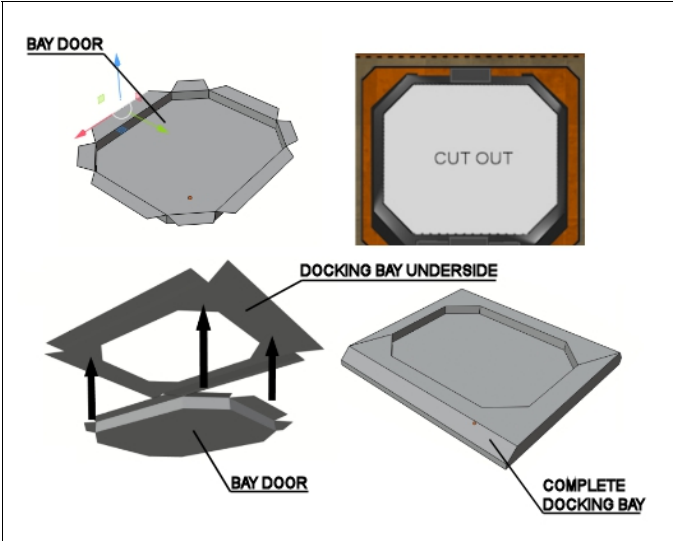 BAY DOOR
CUT OUT
DOCKING BAY UNDERSIDE
BAY DOOR
COMPLETE
DOCKING BAY